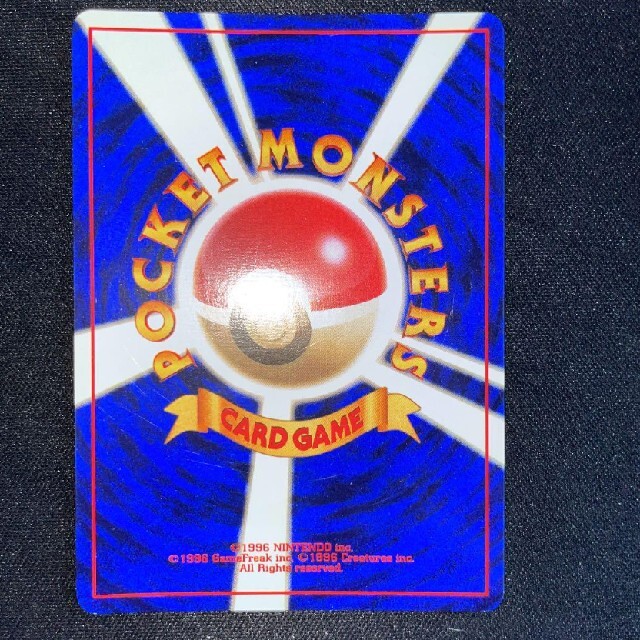 POCKET MONSTERS
CARD GAME
©1996 NINTENDO inc.
©1996 GameFreak inc. ©1996 Creatures inc.
All Rights reserved.